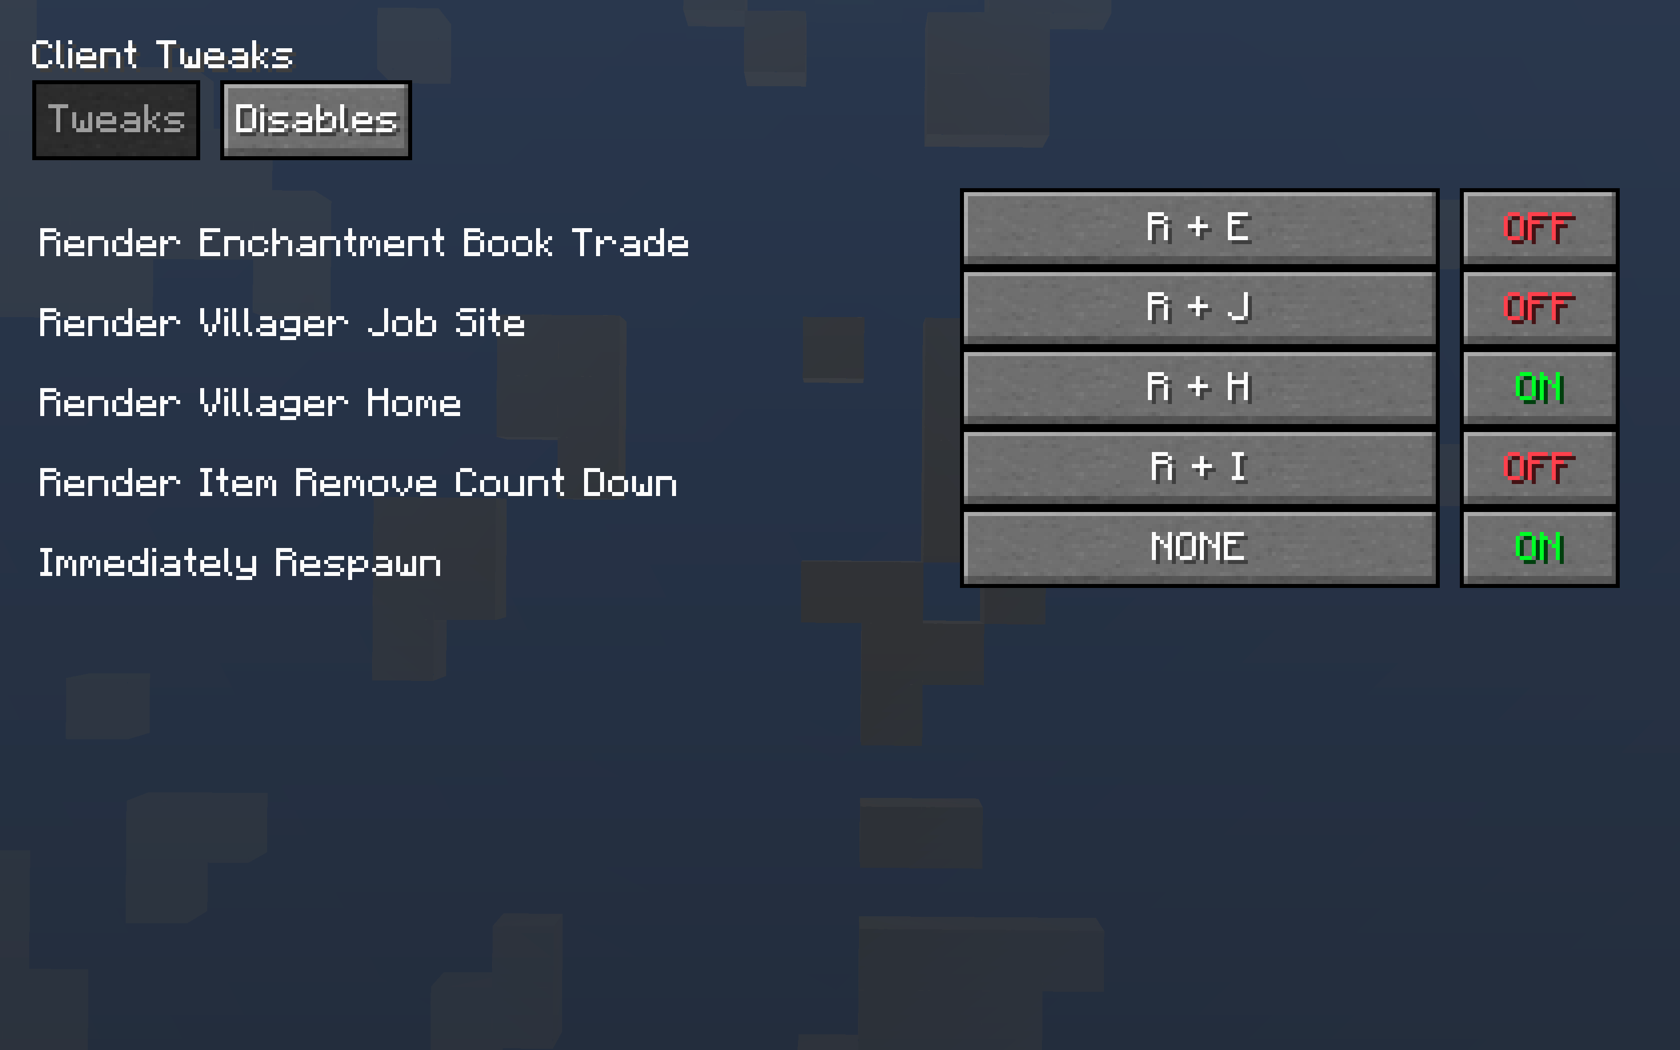 Client Tweaks
Tweaks Disables
Render Enchantment Book Trade R + E OFF
Render Villager Job Site R + J OFF
Render Villager Home R + H ON
Render Item Remove Count Down R + I OFF
Immediately Respawn NONE ON